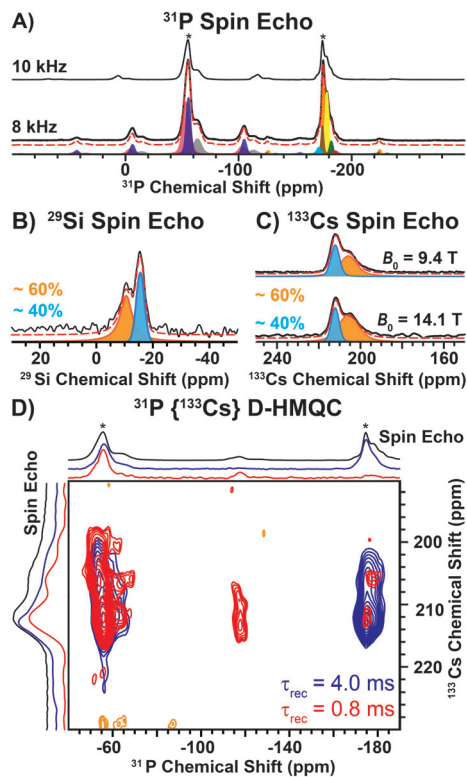 A) ³¹P Spin Echo
* *
10 kHz
8 kHz
0 -100 -200
³¹P Chemical Shift (ppm)
B) ²⁹Si Spin Echo
~ 60%
~ 40%
20 0 -20 -40
²⁹Si Chemical Shift (ppm)
C) ¹³³Cs Spin Echo
B₀ = 9.4 T
~ 60%
~ 40%
B₀ = 14.1 T
240 200 160
¹³³Cs Chemical Shift (ppm)
D) ³¹P {¹³³Cs} D-HMQC
* *
Spin Echo
Spin Echo
200
210
220
¹³³Cs Chemical Shift (ppm)
τrec = 4.0 ms
τrec = 0.8 ms
-60 -100 -140 -180
³¹P Chemical Shift (ppm)